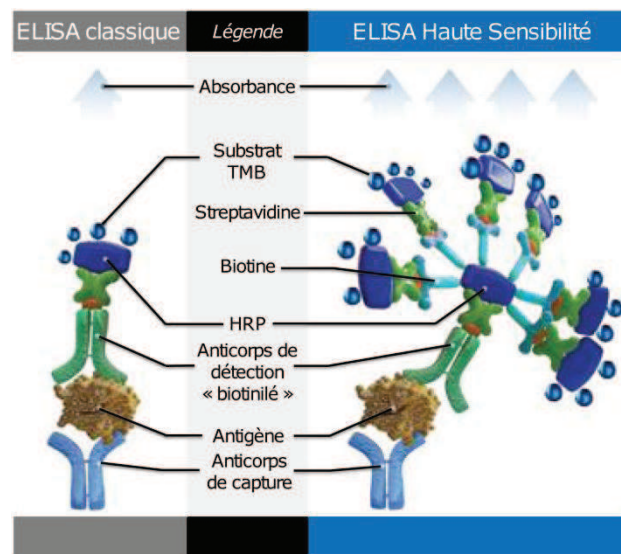 ELISA classique
Légende
ELISA Haute Sensibilité
Absorbance
Substrat
TMB
Streptavidine
Biotine
HRP
Anticorps de
détection
« biotinilé »
Antigène
Anticorps
de capture